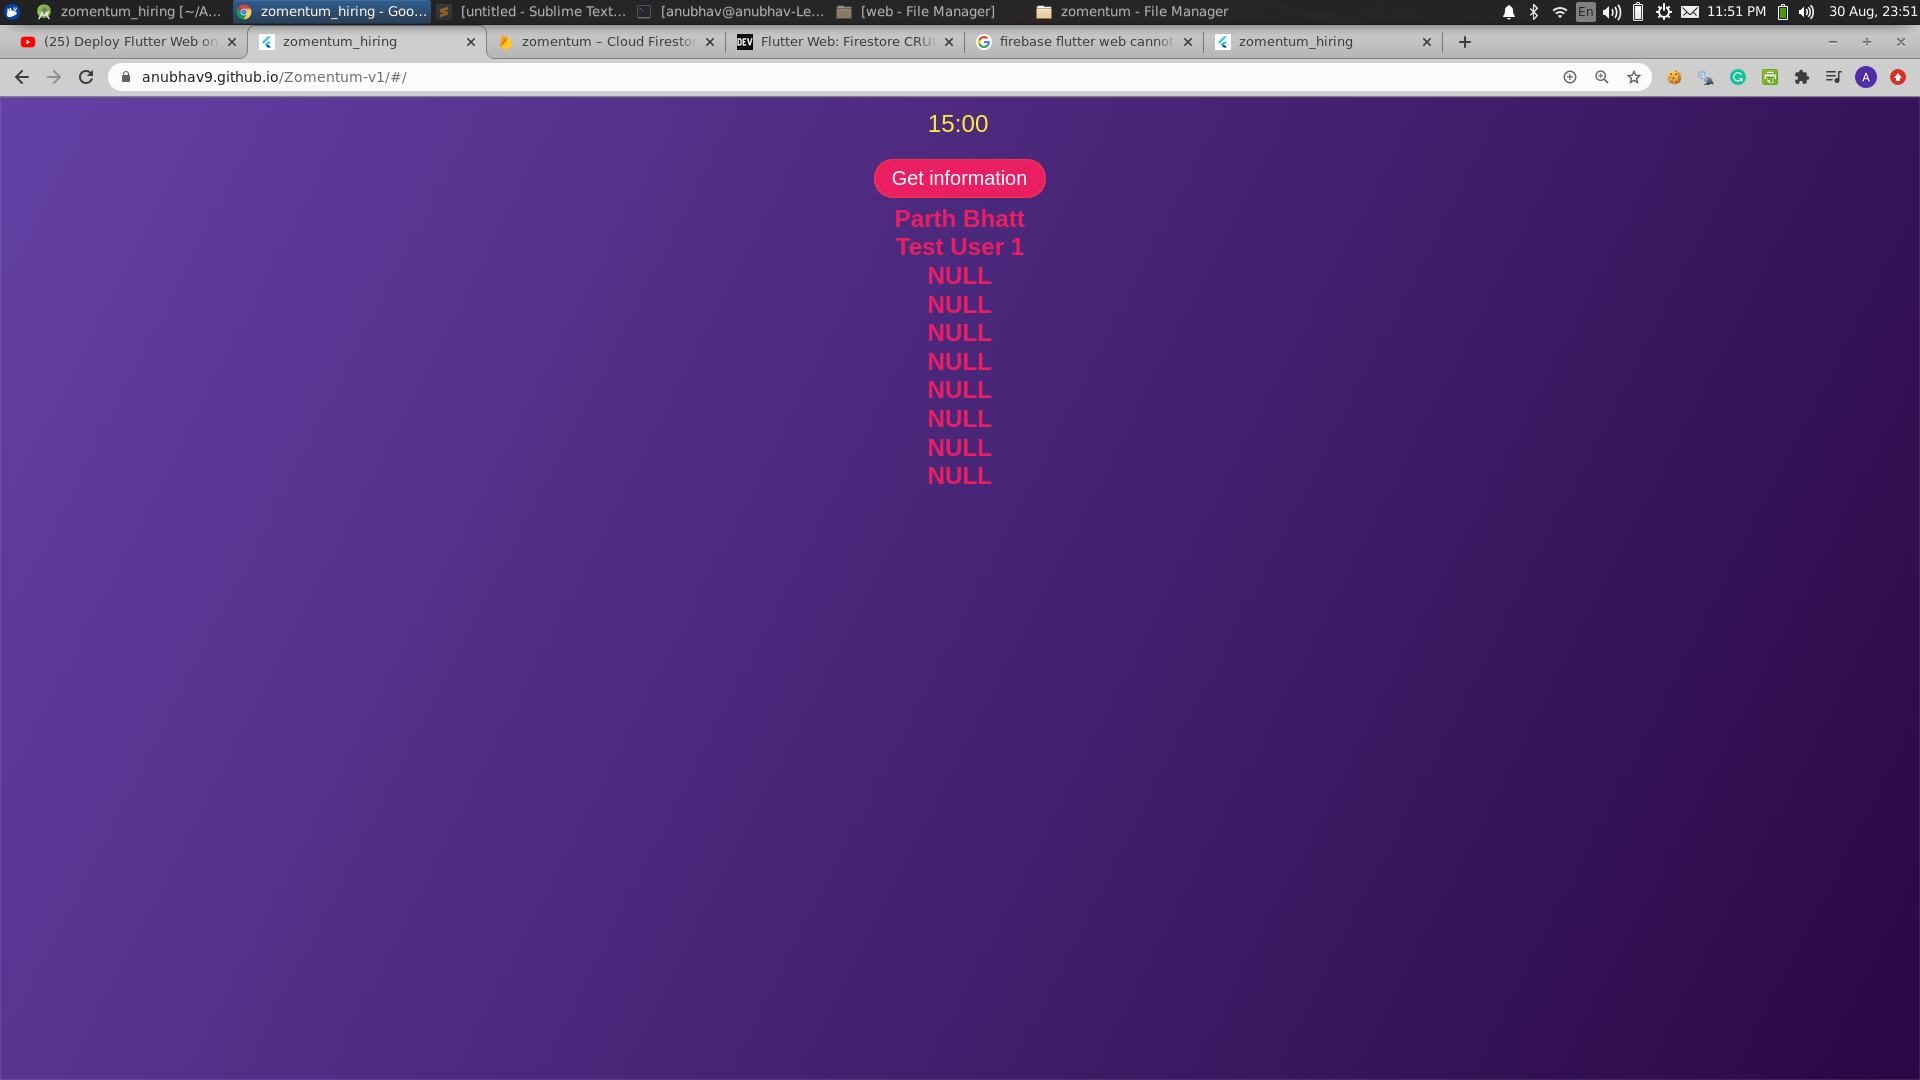 zomentum_hiring [~/A...
zomentum_hiring - Goo...
[untitled - Sublime Text...
[anubhav@anubhav-Le...
[web - File Manager]
zomentum - File Manager
En
11:51 PM
30 Aug, 23:51
(25) Deploy Flutter Web on
zomentum_hiring
zomentum – Cloud Firestor
DEV
Flutter Web: Firestore CRU
firebase flutter web cannot
zomentum_hiring
anubhav9.github.io/Zomentum-v1/#/
A
15:00
Get information
Parth Bhatt
Test User 1
NULL
NULL
NULL
NULL
NULL
NULL
NULL
NULL